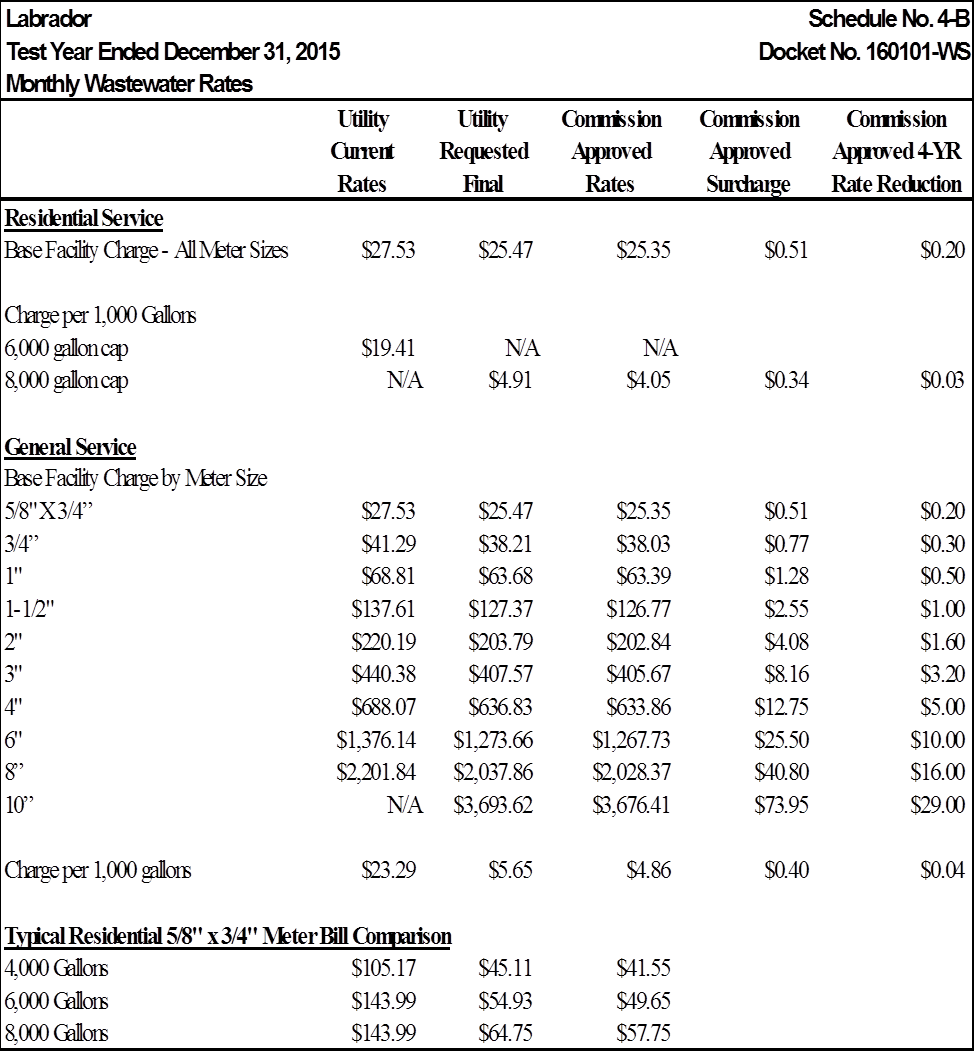 Labrador Schedule No. 4-B
Test Year Ended December 31, 2015 Docket No. 160101-WS
Monthly Wastewater Rates
Utility Utility Commission Commission Commission
Current Requested Approved Approved Approved 4-YR
Rates Final Rates Surcharge Rate Reduction
Residential Service
Base Facility Charge - All Meter Sizes $27.53 $25.47 $25.35 $0.51 $0.20
Charge per 1,000 Gallons
6,000 gallon cap $19.41 N/A N/A
8,000 gallon cap N/A $4.91 $4.05 $0.34 $0.03
General Service
Base Facility Charge by Meter Size
5/8" X 3/4” $27.53 $25.47 $25.35 $0.51 $0.20
3/4” $41.29 $38.21 $38.03 $0.77 $0.30
1" $68.81 $63.68 $63.39 $1.28 $0.50
1-1/2" $137.61 $127.37 $126.77 $2.55 $1.00
2" $220.19 $203.79 $202.84 $4.08 $1.60
3" $440.38 $407.57 $405.67 $8.16 $3.20
4" $688.07 $636.83 $633.86 $12.75 $5.00
6" $1,376.14 $1,273.66 $1,267.73 $25.50 $10.00
8” $2,201.84 $2,037.86 $2,028.37 $40.80 $16.00
10” N/A $3,693.62 $3,676.41 $73.95 $29.00
Charge per 1,000 gallons $23.29 $5.65 $4.86 $0.40 $0.04
Typical Residential 5/8" x 3/4" Meter Bill Comparison
4,000 Gallons $105.17 $45.11 $41.55
6,000 Gallons $143.99 $54.93 $49.65
8,000 Gallons $143.99 $64.75 $57.75